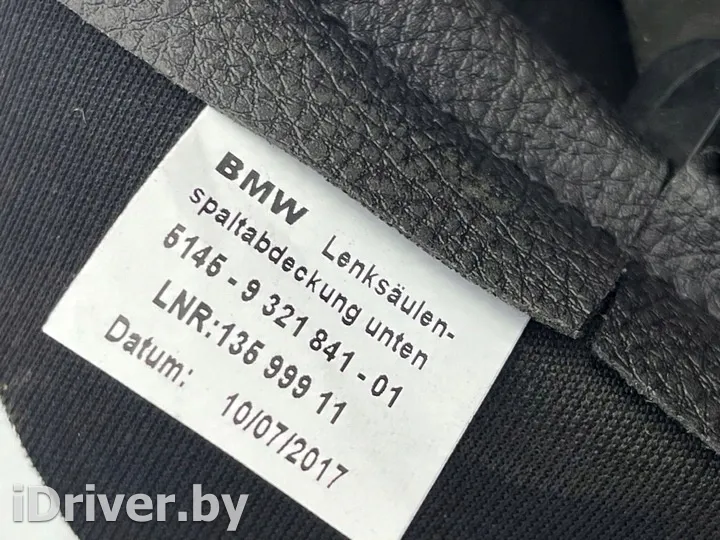 BMW Lenksäulen-
spaltabdeckung unten
5145 - 9 321 841 - 01
LNR:135 999 11
Datum: 10/07/2017
iDriver.by